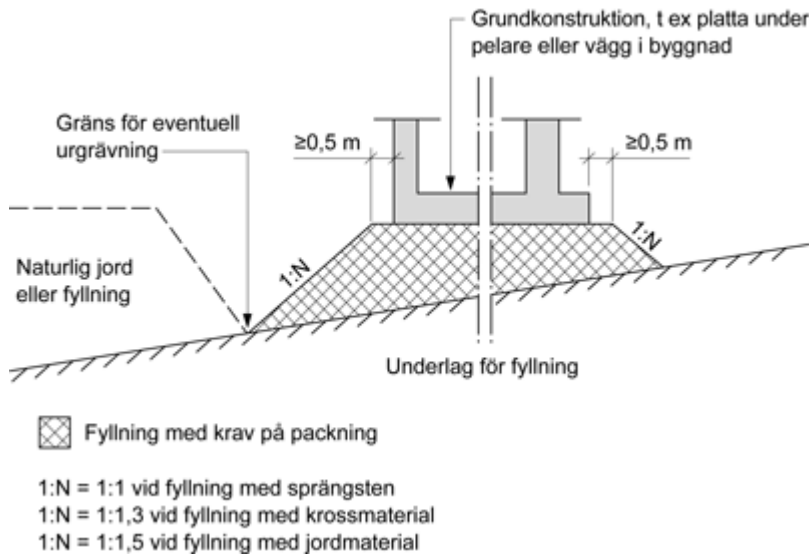 Grundkonstruktion, t ex platta under
pelare eller vägg i byggnad
Gräns för eventuell
urgrävning
≥0,5 m
≥0,5 m
Naturlig jord
eller fyllning
1:N
1:N
Underlag för fyllning
Fyllning med krav på packning
1:N = 1:1 vid fyllning med sprängsten
1:N = 1:1,3 vid fyllning med krossmaterial
1:N = 1:1,5 vid fyllning med jordmaterial